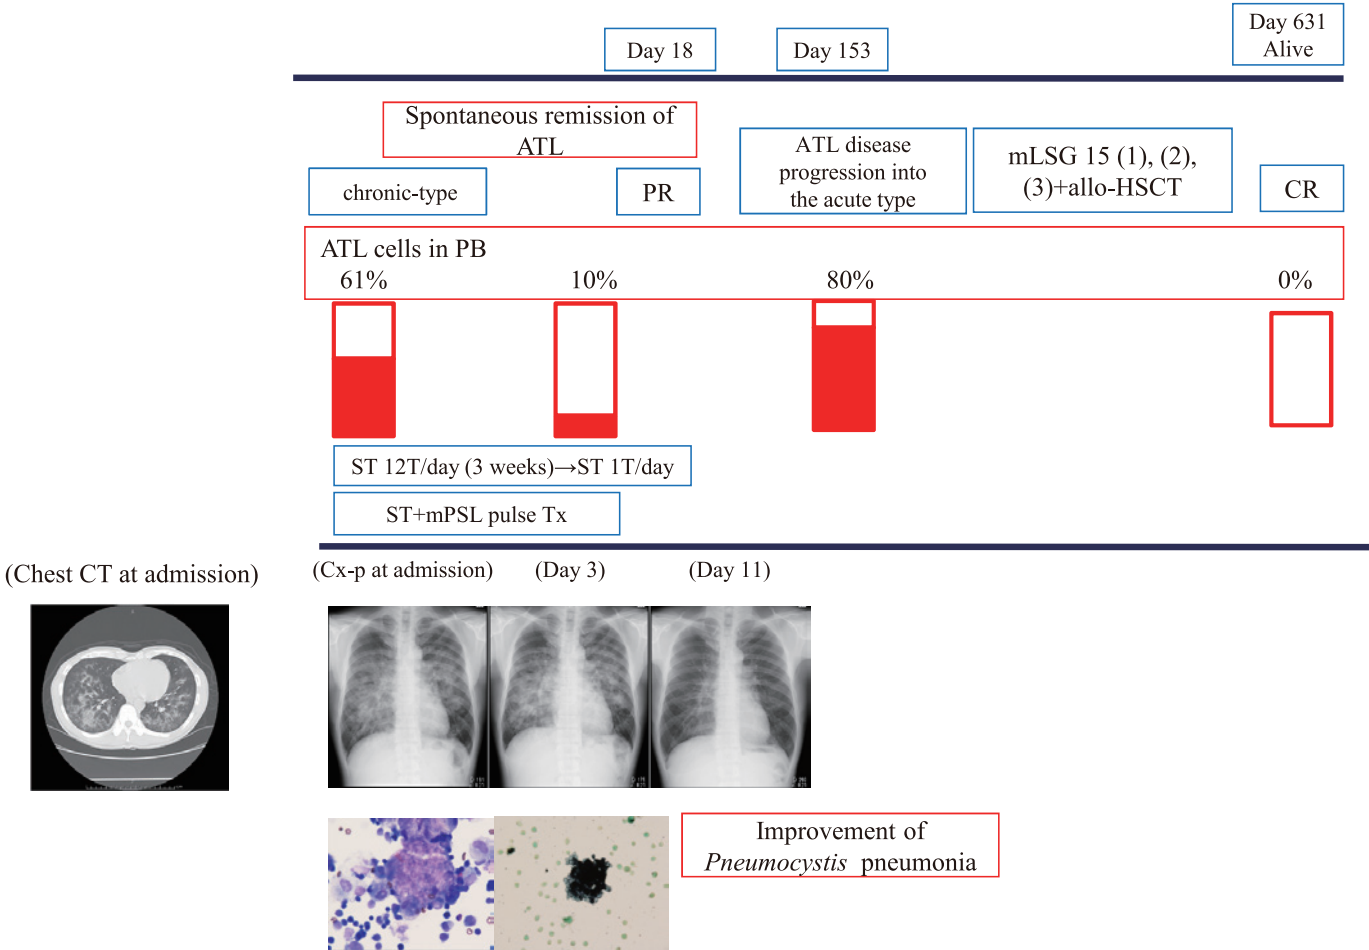 Day 18
Day 153
Day 631
Alive
Spontaneous remission of
ATL
chronic-type
PR
ATL disease
progression into
the acute type
mLSG 15 (1), (2),
(3)+allo-HSCT
CR
ATL cells in PB
61%
10%
80%
0%
ST 12T/day (3 weeks)→ST 1T/day
ST+mPSL pulse Tx
(Chest CT at admission)
(Cx-p at admission)
(Day 3)
(Day 11)
Improvement of
Pneumocystis pneumonia